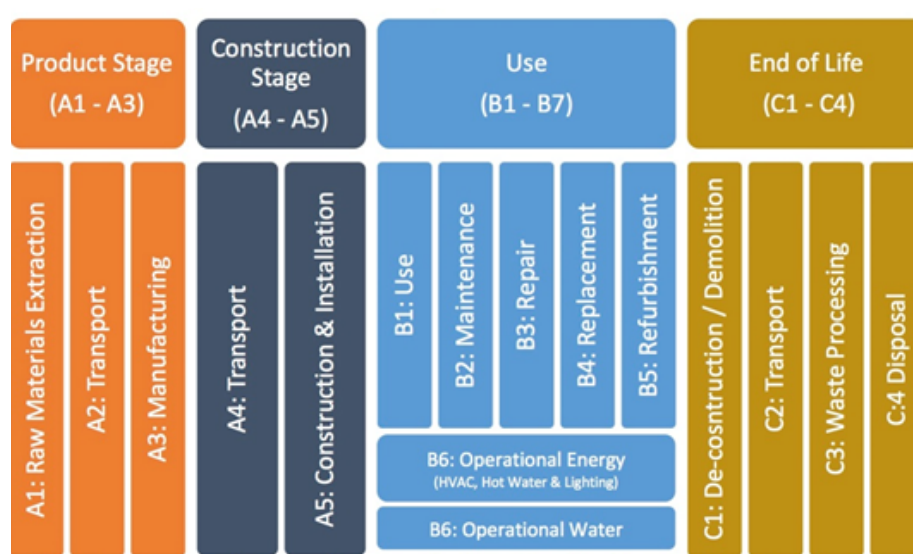 Product Stage
(A1 - A3)
Construction
Stage
(A4 - A5)
Use
(B1 - B7)
End of Life
(C1 - C4)
A1: Raw Materials Extraction
A2: Transport
A3: Manufacturing
A4: Transport
A5: Construction & Installation
B1: Use
B2: Maintenance
B3: Repair
B4: Replacement
B5: Refurbishment
B6: Operational Energy
(HVAC, Hot Water & Lighting)
B6: Operational Water
C1: De-cosntruction / Demolition
C2: Transport
C3: Waste Processing
C:4 Disposal